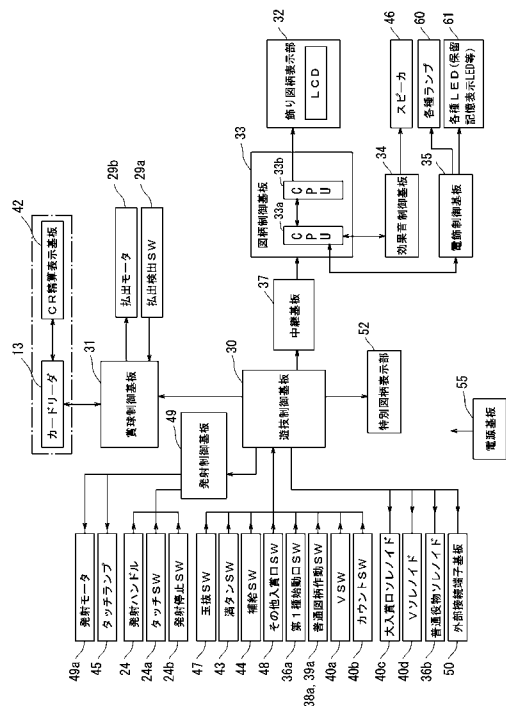 49a 発射モータ
45 タッチランプ
24 発射ハンドル
24a タッチSW
24b 発射停止SW
47 玉抜SW
43 満タンSW
44 補給SW
48 その他入賞口SW
36a 第1種始動口SW
38a, 39a 普通図柄作動SW
40a VSW
40b カウントSW
40c 大入賞口ソレノイド
40d Vソレノイド
36b 普通役物ソレノイド
50 外部接続端子基板
13 カードリーダ
42 CR精算表示基板
31 賞球制御基板
29b 払出モータ
29a 払出検出SW
49 発射制御基板
30 遊技制御基板
37 中継基板
52 特別図柄表示部
55 電源基板
33 図柄制御基板
33a CPU
33b CPU
32 飾り図柄表示部
LCD
34 効果音制御基板
35 電飾制御基板
46 スピーカ
60 各種ランプ
61 各種LED(保留
記憶表示LED等)